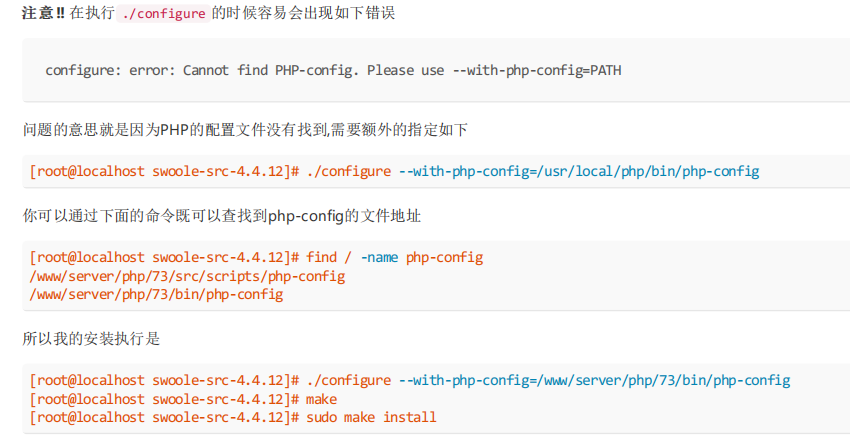 注意!! 在执行 ./configure 的时候容易会出现如下错误
configure: error: Cannot find PHP-config. Please use --with-php-config=PATH
问题的意思就是因为PHP的配置文件没有找到,需要额外的指定如下
[root@localhost swoole-src-4.4.12]# ./configure --with-php-config=/usr/local/php/bin/php-config
你可以通过下面的命令既可以查找到php-config的文件地址
[root@localhost swoole-src-4.4.12]# find / -name php-config
/www/server/php/73/src/scripts/php-config
/www/server/php/73/bin/php-config
所以我的安装执行是
[root@localhost swoole-src-4.4.12]# ./configure --with-php-config=/www/server/php/73/bin/php-config
[root@localhost swoole-src-4.4.12]# make
[root@localhost swoole-src-4.4.12]# sudo make install